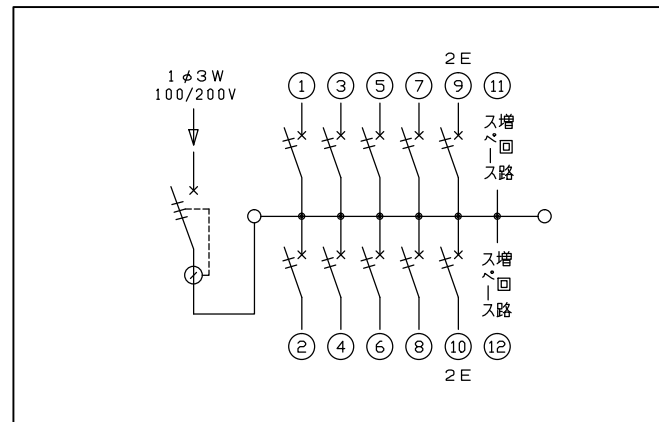 2E
1φ3W
100/200V
① ③ ⑤ ⑦ ⑨ ⑪
増回路
スペース
増回路
スペース
② ④ ⑥ ⑧ ⑩ ⑫
2E